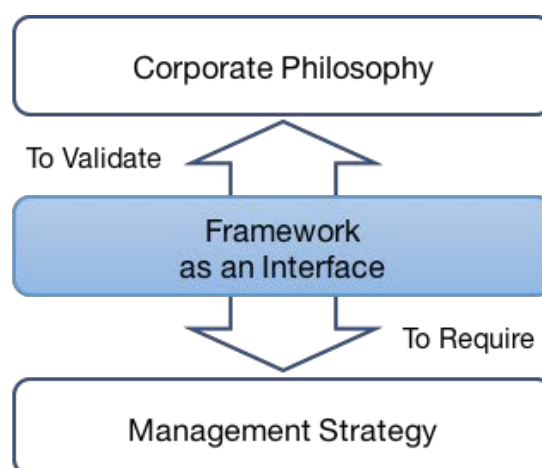 Corporate Philosophy
To Validate
Framework
as an Interface
To Require
Management Strategy